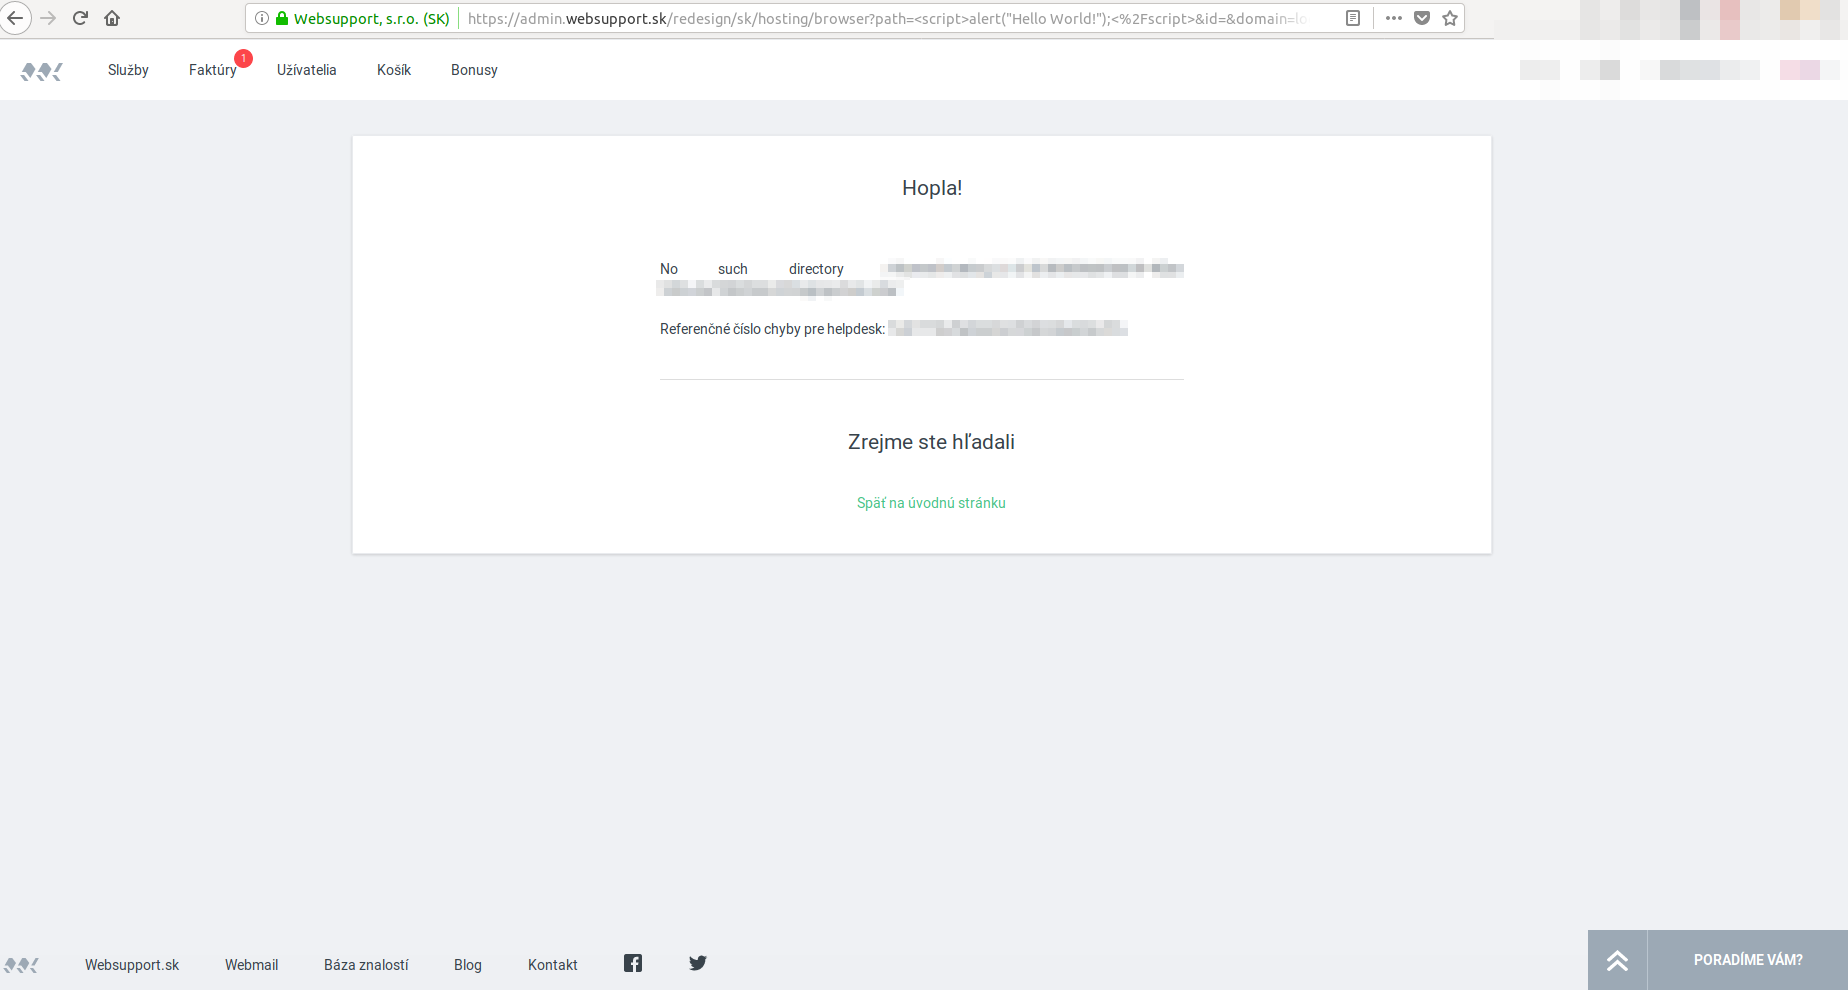 Websupport, s.r.o. (SK) https://admin.websupport.sk/redesign/sk/hosting/browser?path=<script>alert("Hello World!");<%2Fscript>&id=&domain=lo
Služby Faktúry 1 Užívatelia Košík Bonusy
Hopla!
No such directory
Referenčné číslo chyby pre helpdesk:
Zrejme ste hľadali
Späť na úvodnú stránku
Websupport.sk Webmail Báza znalostí Blog Kontakt PORADÍME VÁM?